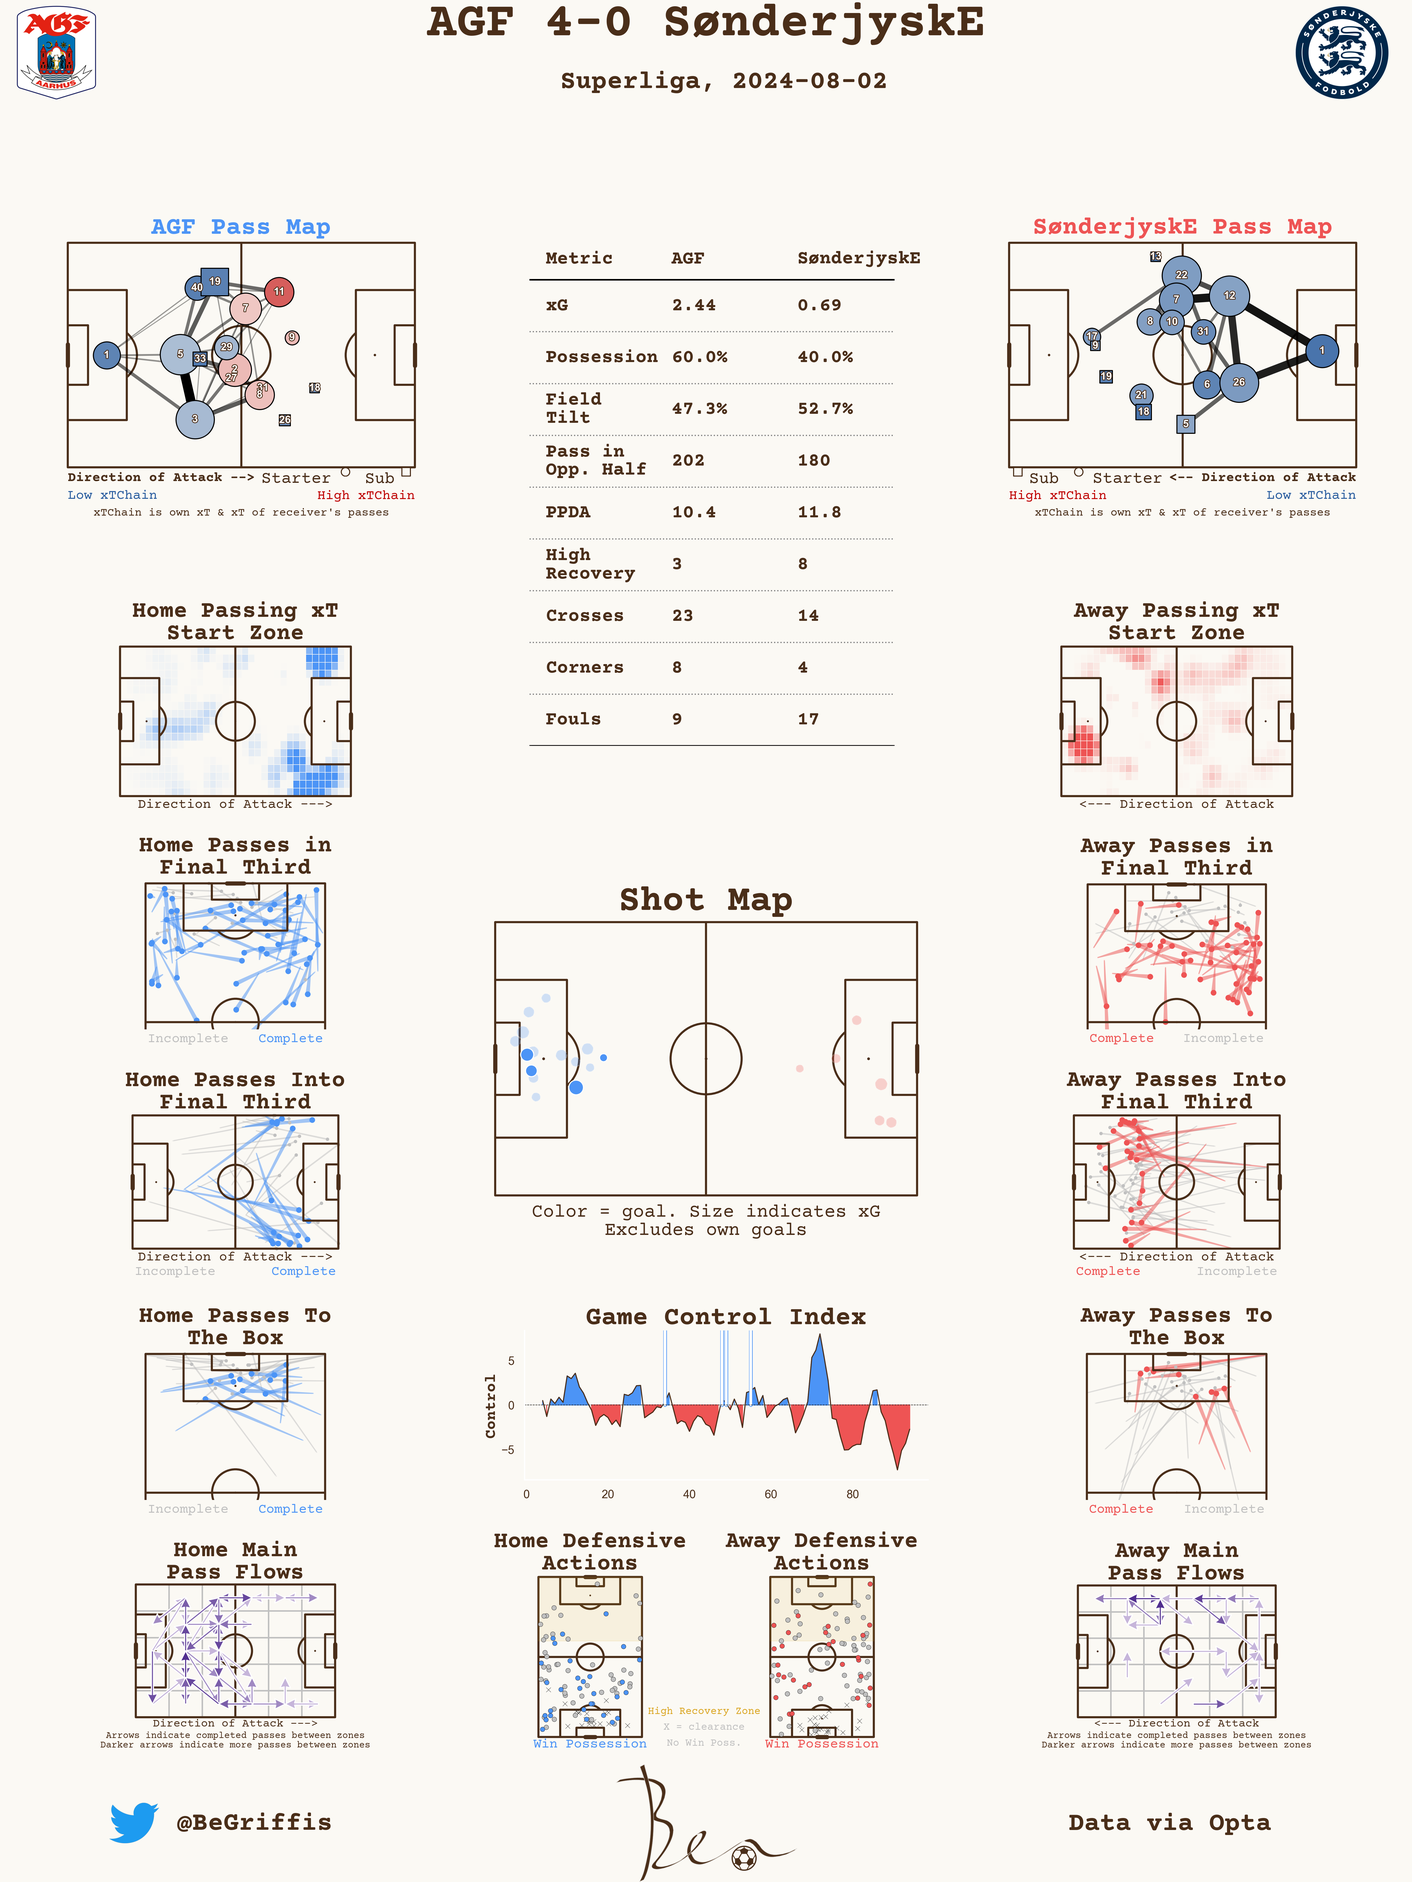 AGF 4-0 SønderjyskE
Superliga, 2024-08-02
AGF
AARHUS
SØNDERJYSKE
FODBOLD
AGF Pass Map
40
19
11
7
9
1
5
33
29
2
27
31
8
18
3
26
Direction of Attack --> Starter Sub
Low xTChain High xTChain
xTChain is own xT & xT of receiver's passes
Metric AGF SønderjyskE
xG 2.44 0.69
Possession 60.0% 40.0%
Field
Tilt 47.3% 52.7%
Pass in
Opp. Half 202 180
PPDA 10.4 11.8
High
Recovery 3 8
Crosses 23 14
Corners 8 4
Fouls 9 17
SønderjyskE Pass Map
13
22
7
12
8
10
31
17
9
1
19
6
26
21
18
5
Sub Starter <-- Direction of Attack
High xTChain Low xTChain
xTChain is own xT & xT of receiver's passes
Home Passing xT
Start Zone
Direction of Attack --->
Away Passing xT
Start Zone
<--- Direction of Attack
Home Passes in
Final Third
Incomplete Complete
Away Passes in
Final Third
Complete Incomplete
Shot Map
Color = goal. Size indicates xG
Excludes own goals
Home Passes Into
Final Third
Direction of Attack --->
Incomplete Complete
Away Passes Into
Final Third
<--- Direction of Attack
Complete Incomplete
Home Passes To
The Box
Incomplete Complete
Game Control Index
Control
5
0
−5
0 20 40 60 80
Away Passes To
The Box
Complete Incomplete
Home Main
Pass Flows
Direction of Attack --->
Arrows indicate completed passes between zones
Darker arrows indicate more passes between zones
Home Defensive
Actions
Win Possession
High Recovery Zone
X = clearance
No Win Poss.
Away Defensive
Actions
Win Possession
Away Main
Pass Flows
<--- Direction of Attack
Arrows indicate completed passes between zones
Darker arrows indicate more passes between zones
@BeGriffis
Ben
Data via Opta